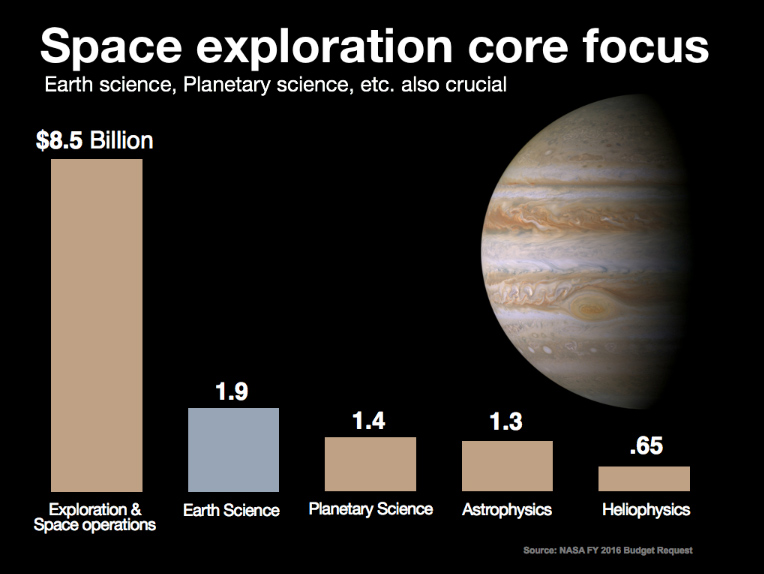 Space exploration core focus
Earth science, Planetary science, etc. also crucial
$8.5 Billion
1.9
1.4
1.3
.65
Exploration &
Space operations
Earth Science
Planetary Science
Astrophysics
Heliophysics
Source: NASA FY 2016 Budget Request